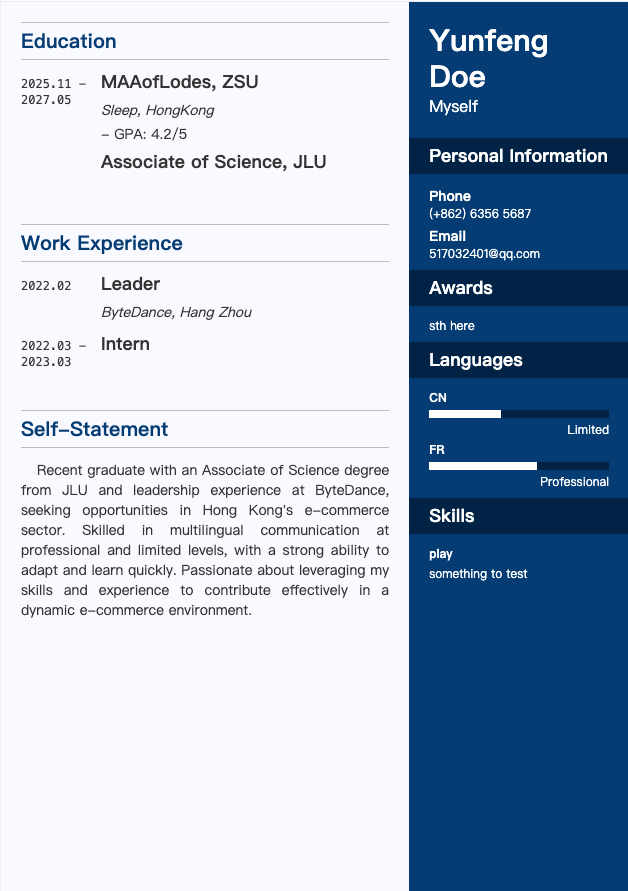 Education
2025.11 –
2027.05
MAAofLodes, ZSU
Sleep, HongKong
– GPA: 4.2/5
Associate of Science, JLU
Work Experience
2022.02
Leader
ByteDance, Hang Zhou
2022.03 –
2023.03
Intern
Self–Statement
Recent graduate with an Associate of Science degree
from JLU and leadership experience at ByteDance,
seeking opportunities in Hong Kong's e–commerce
sector. Skilled in multilingual communication at
professional and limited levels, with a strong ability to
adapt and learn quickly. Passionate about leveraging my
skills and experience to contribute effectively in a
dynamic e–commerce environment.
Yunfeng
Doe
Myself
Personal Information
Phone
(+862) 6356 5687
Email
517032401@qq.com
Awards
sth here
Languages
CN
Limited
FR
Professional
Skills
play
something to test